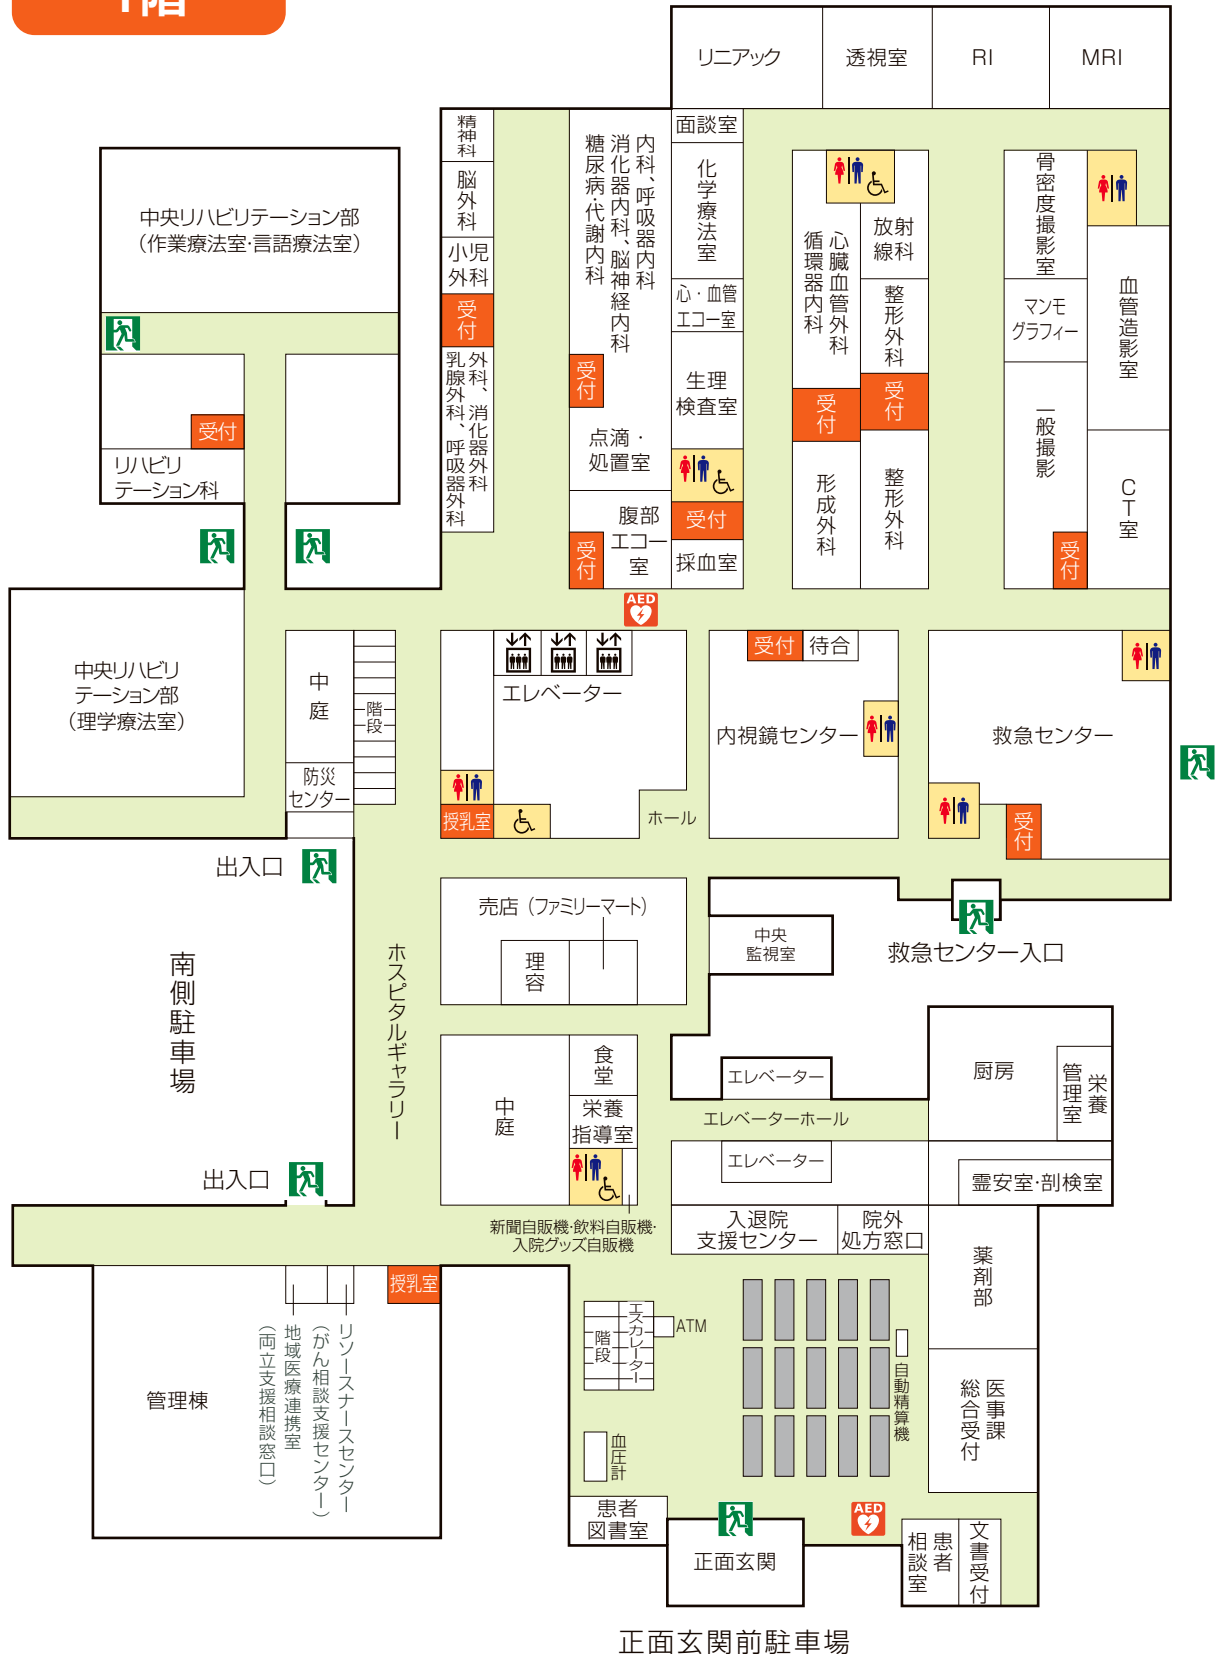 1階
リニアック
透視室
RI
MRI
精神科
脳外科
小児
外科
受付
外科、消化器外科
乳腺外科、呼吸器外科
内科、呼吸器内科
消化器内科、脳神経内科
糖尿病・代謝内科
受付
点滴・
処置室
腹部
エコー
室
受付
面談室
化学療法室
心・血管
エコー室
生理
検査室
受付
採血室
心臓血管外科
循環器内科
受付
形成外科
放射
線科
整形外科
受付
整形外科
骨密度撮影室
マンモ
グラフィー
一般撮影
受付
血管造影室
CT室
中央リハビリテーション部
（作業療法室・言語療法室）
受付
リハビリ
テーション科
AED
中央リハビリ
テーション部
（理学療法室）
中庭
階段
防災
センター
エレベーター
授乳室
ホール
受付
待合
内視鏡センター
救急センター
受付
出入口
売店（ファミリーマート）
理容
中央
監視室
救急センター入口
南側駐車場
ホスピタルギャラリー
中庭
食堂
栄養
指導室
エレベーター
エレベーターホール
エレベーター
厨房
栄養
管理室
霊安室・剖検室
出入口
新聞自販機・飲料自販機・
入院グッズ自販機
入退院
支援センター
院外
処方窓口
薬剤部
授乳室
リソースナースセンター
（がん相談支援センター）
地域医療連携室
（両立支援相談窓口）
管理棟
階段
エスカレーター
ATM
自動精算機
医事課
総合受付
血圧計
患者
図書室
AED
正面玄関
患者
相談室
文書受付
正面玄関前駐車場